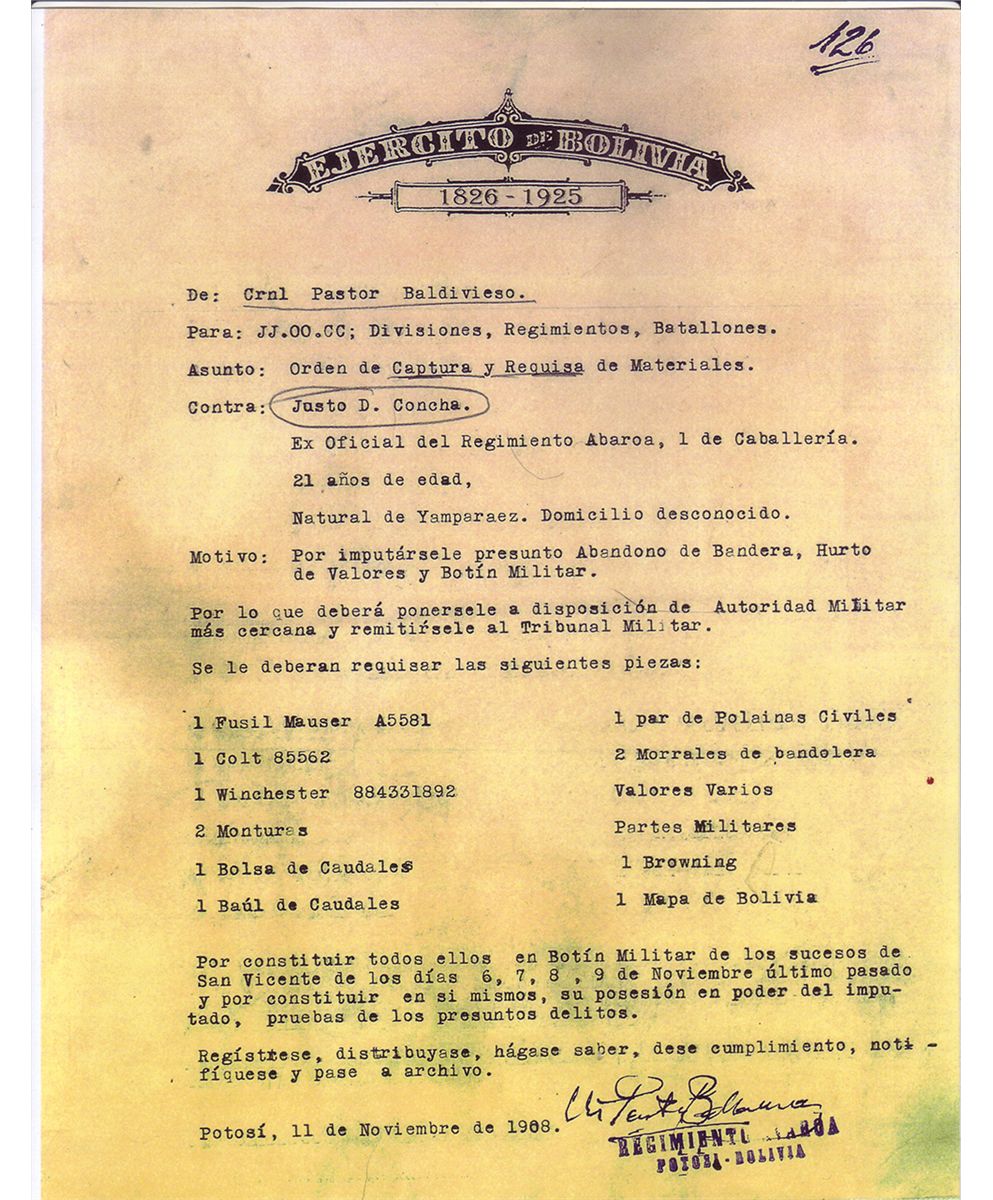 126
EJERCITO DE BOLIVIA
1826 - 1925
De: Crnl Pastor Baldivieso.
Para: JJ.OO.CC; Divisiones, Regimientos, Batallones.
Asunto: Orden de Captura y Requisa de Materiales.
Contra: Justo D. Concha.
Ex Oficial del Regimiento Abaroa, 1 de Caballería.
21 años de edad,
Natural de Yamparaez. Domicilio desconocido.
Motivo: Por imputársele presunto Abandono de Bandera, Hurto
de Valores y Botín Militar.
Por lo que deberá ponersele a disposición de Autoridad Militar
más cercana y remitírsele al Tribunal Militar.
Se le deberan requisar las siguientes piezas:
1 Fusil Mauser A5581
1 Colt 85562
1 Winchester 884331892
2 Monturas
1 Bolsa de Caudales
1 Baúl de Caudales
1 par de Polainas Civiles
2 Morrales de bandolera
Valores Varios
Partes Militares
1 Browning
1 Mapa de Bolivia
Por constituir todos ellos en Botín Militar de los sucesos de
San Vicente de los días 6, 7, 8 , 9 de Noviembre último pasado
y por constituir en si mismos, su posesión en poder del impu-
tado, pruebas de los presuntos delitos.
Regístrese, distribuyase, hágase saber, dese cumplimiento, noti -
fíquese y pase a archivo.
Potosí, 11 de Noviembre de 1908.
REGIMIENTO
POTOSI - BOLIVIA